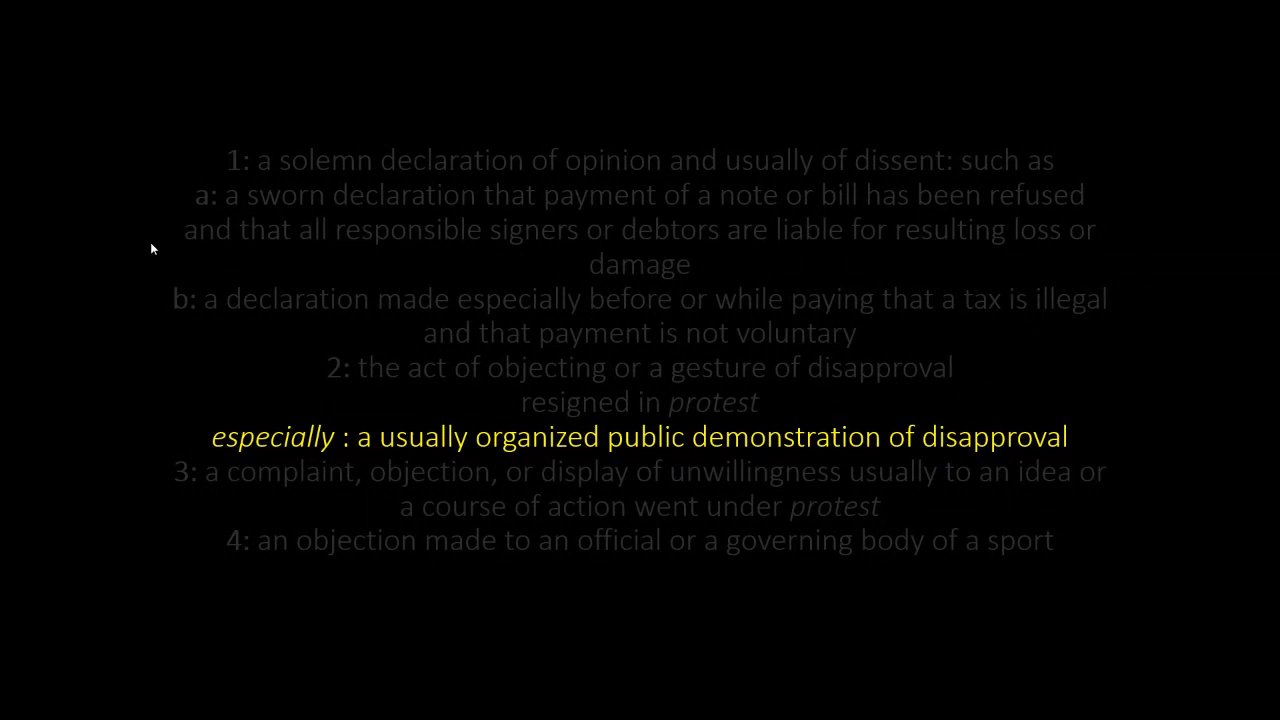 1: a solemn declaration of opinion and usually of dissent: such as
a: a sworn declaration that payment of a note or bill has been refused
and that all responsible signers or debtors are liable for resulting loss or
damage
b: a declaration made especially before or while paying that a tax is illegal
and that payment is not voluntary
2: the act of objecting or a gesture of disapproval
resigned in protest
especially : a usually organized public demonstration of disapproval
3: a complaint, objection, or display of unwillingness usually to an idea or
a course of action went under protest
4: an objection made to an official or a governing body of a sport